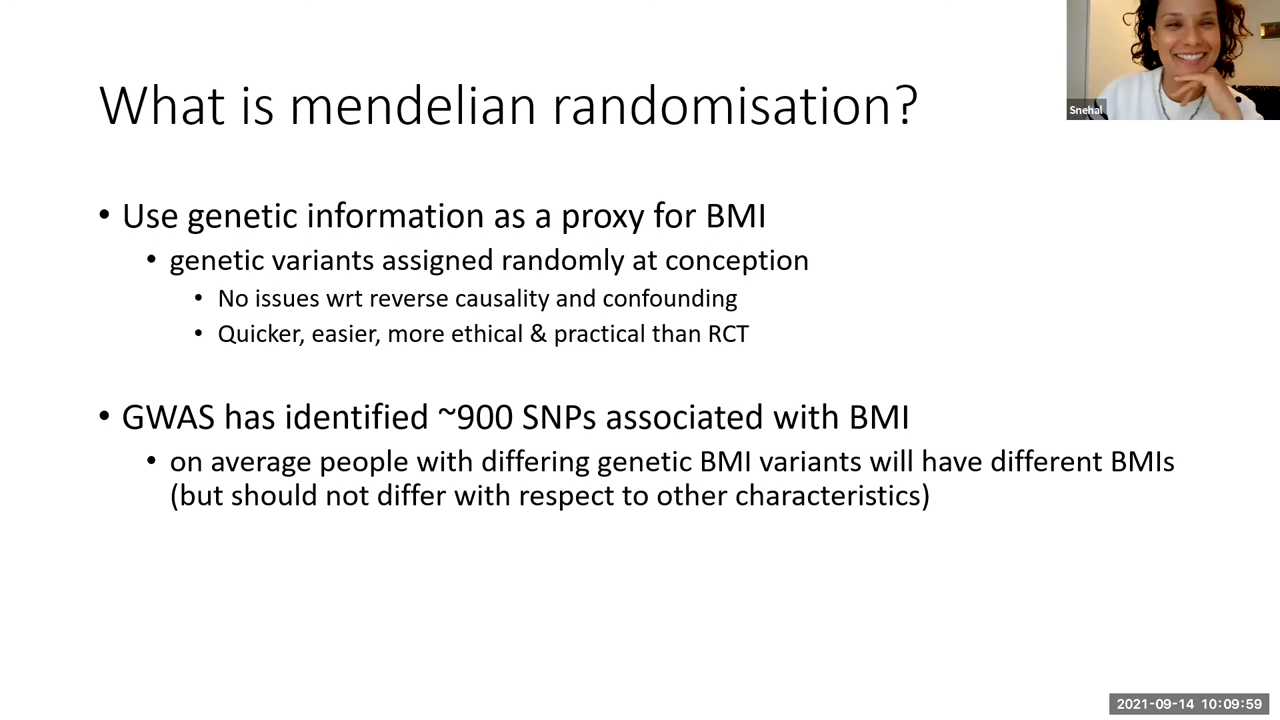 What is mendelian randomisation?
Snehal
• Use genetic information as a proxy for BMI
• genetic variants assigned randomly at conception
• No issues wrt reverse causality and confounding
• Quicker, easier, more ethical & practical than RCT
• GWAS has identified ~900 SNPs associated with BMI
• on average people with differing genetic BMI variants will have different BMIs
(but should not differ with respect to other characteristics)
2021-09-14 10:09:59